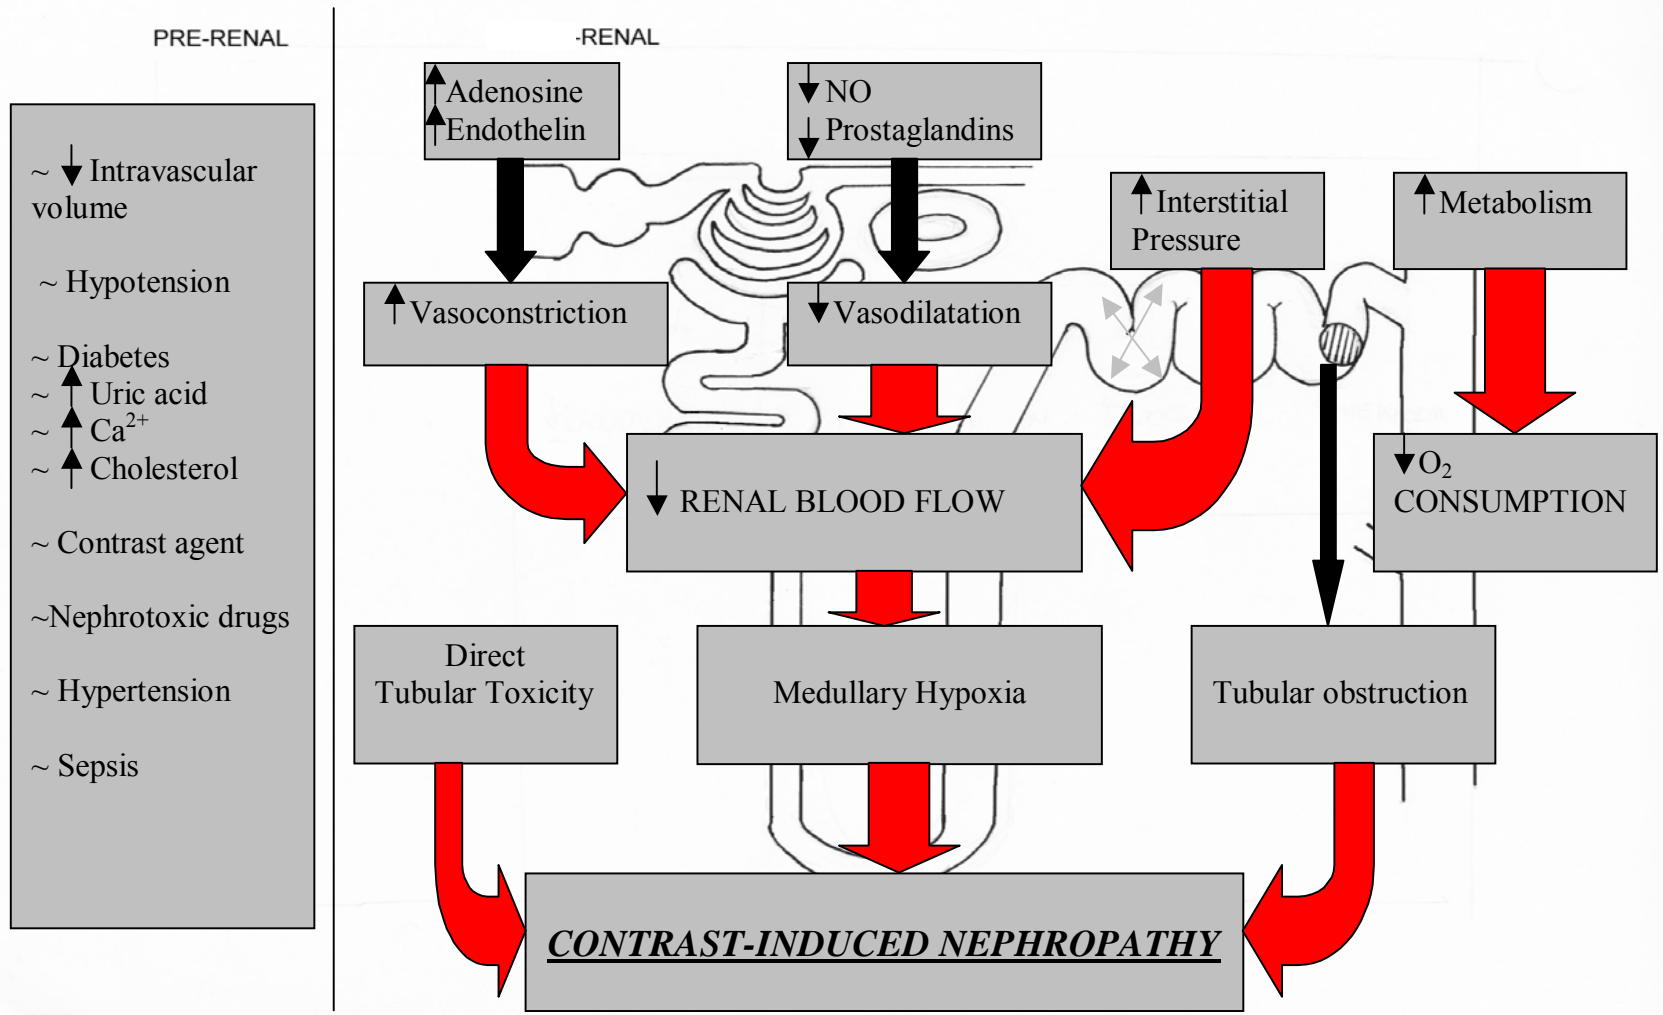 PRE-RENAL
-RENAL
~ ↓ Intravascular
volume
~ Hypotension
~ Diabetes
~ ↑ Uric acid
~ ↑ Ca²⁺
~ ↑ Cholesterol
~ Contrast agent
~Nephrotoxic drugs
~ Hypertension
~ Sepsis
↑ Adenosine
↑ Endothelin
↓ NO
↓ Prostaglandins
↑ Interstitial
Pressure
↑ Metabolism
↑ Vasoconstriction
↓ Vasodilatation
↓ RENAL BLOOD FLOW
↓ O₂
CONSUMPTION
Direct
Tubular Toxicity
Medullary Hypoxia
Tubular obstruction
CONTRAST-INDUCED NEPHROPATHY